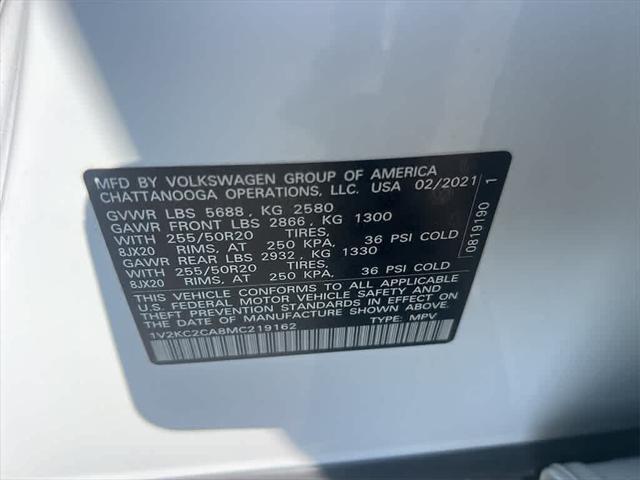 MFD BY VOLKSWAGEN GROUP OF AMERICA
CHATTANOOGA OPERATIONS, LLC. USA 02/2021
GVWR LBS 5688, KG 2580
GAWR FRONT LBS 2866, KG 1300
WITH 255/50R20 TIRES,
8JX20 RIMS, AT 250 KPA, 36 PSI COLD
GAWR REAR LBS 2932, KG 1330
WITH 255/50R20 TIRES,
8JX20 RIMS, AT 250 KPA, 36 PSI COLD
THIS VEHICLE CONFORMS TO ALL APPLICABLE
U.S. FEDERAL MOTOR VEHICLE SAFETY AND
THEFT PREVENTION STANDARDS IN EFFECT ON
THE DATE OF MANUFACTURE SHOWN ABOVE.
1V2KC2CA8MC219162 TYPE: MPV
0819190 1